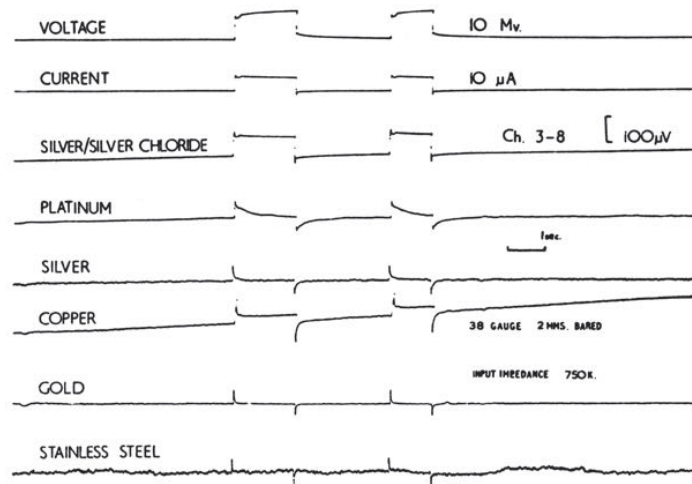 VOLTAGE 10 Mv.
CURRENT 10 µA
SILVER/SILVER CHLORIDE Ch. 3-8 100µV
PLATINUM
1sec.
SILVER
COPPER
38 GAUGE 2 MMS. BARED
INPUT IMPEDANCE 750K.
GOLD
STAINLESS STEEL